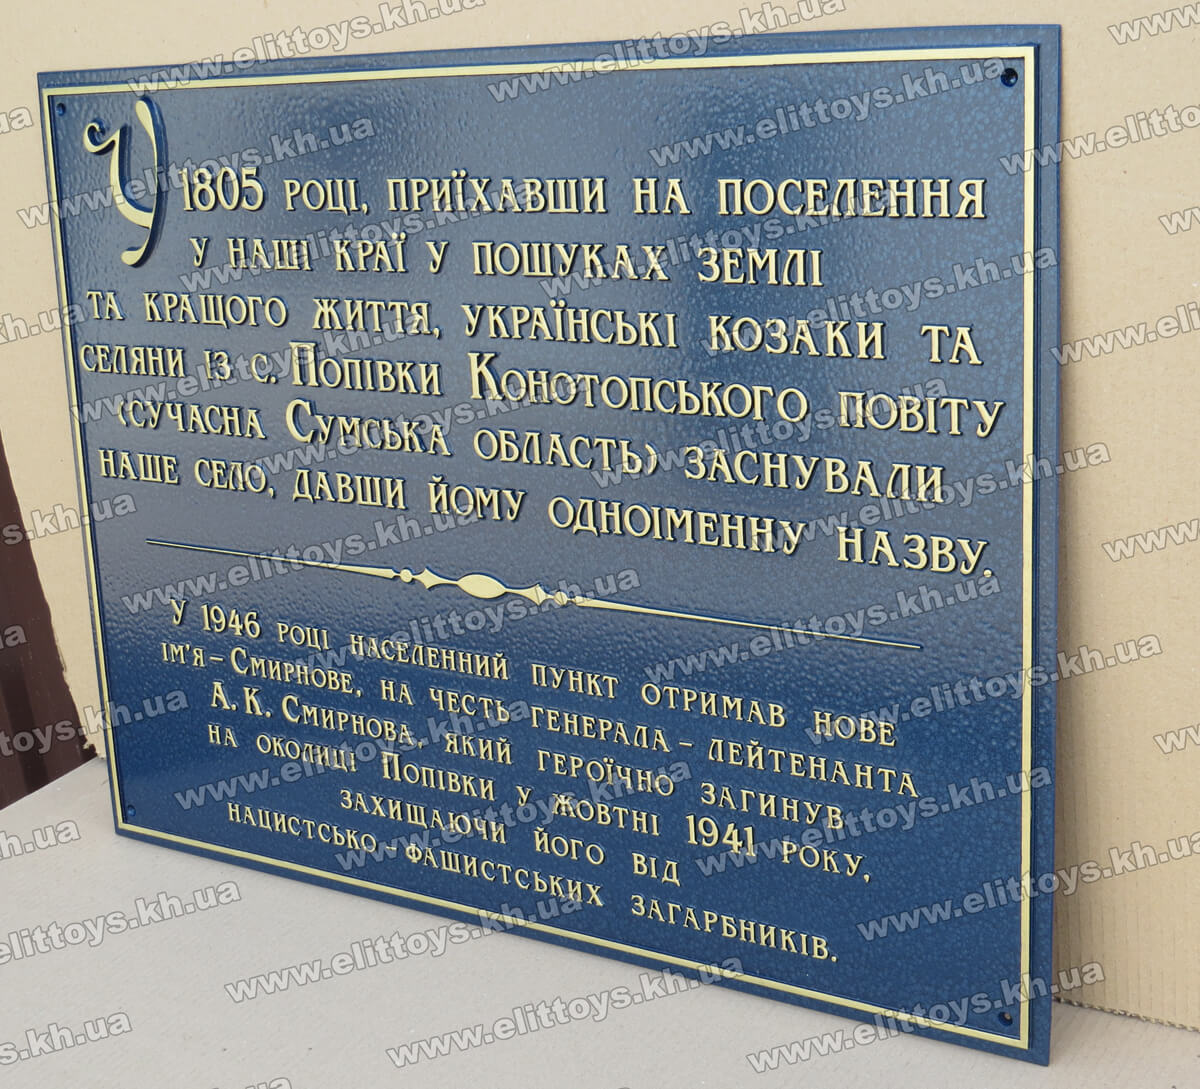 У 1805 РОЦІ, ПРИЇХАВШИ НА ПОСЕЛЕННЯ
У НАШІ КРАЇ У ПОШУКАХ ЗЕМЛІ
ТА КРАЩОГО ЖИТТЯ, УКРАЇНСЬКІ КОЗАКИ ТА
СЕЛЯНИ ІЗ С. ПОПІВКИ КОНОТОПСЬКОГО ПОВІТУ
(СУЧАСНА СУМСЬКА ОБЛАСТЬ) ЗАСНУВАЛИ
НАШЕ СЕЛО, ДАВШИ ЙОМУ ОДНОІМЕННУ НАЗВУ.
У 1946 РОЦІ НАСЕЛЕННИЙ ПУНКТ ОТРИМАВ НОВЕ
ІМ'Я – СМИРНОВЕ, НА ЧЕСТЬ ГЕНЕРАЛА – ЛЕЙТЕНАНТА
А. К. СМИРНОВА, ЯКИЙ ГЕРОЇЧНО ЗАГИНУВ
НА ОКОЛИЦІ ПОПІВКИ У ЖОВТНІ 1941 РОКУ,
ЗАХИЩАЮЧИ ЙОГО ВІД
НАЦИСТСЬКО – ФАШИСТСЬКИХ ЗАГАРБНИКІВ.
www.elittoys.kh.ua